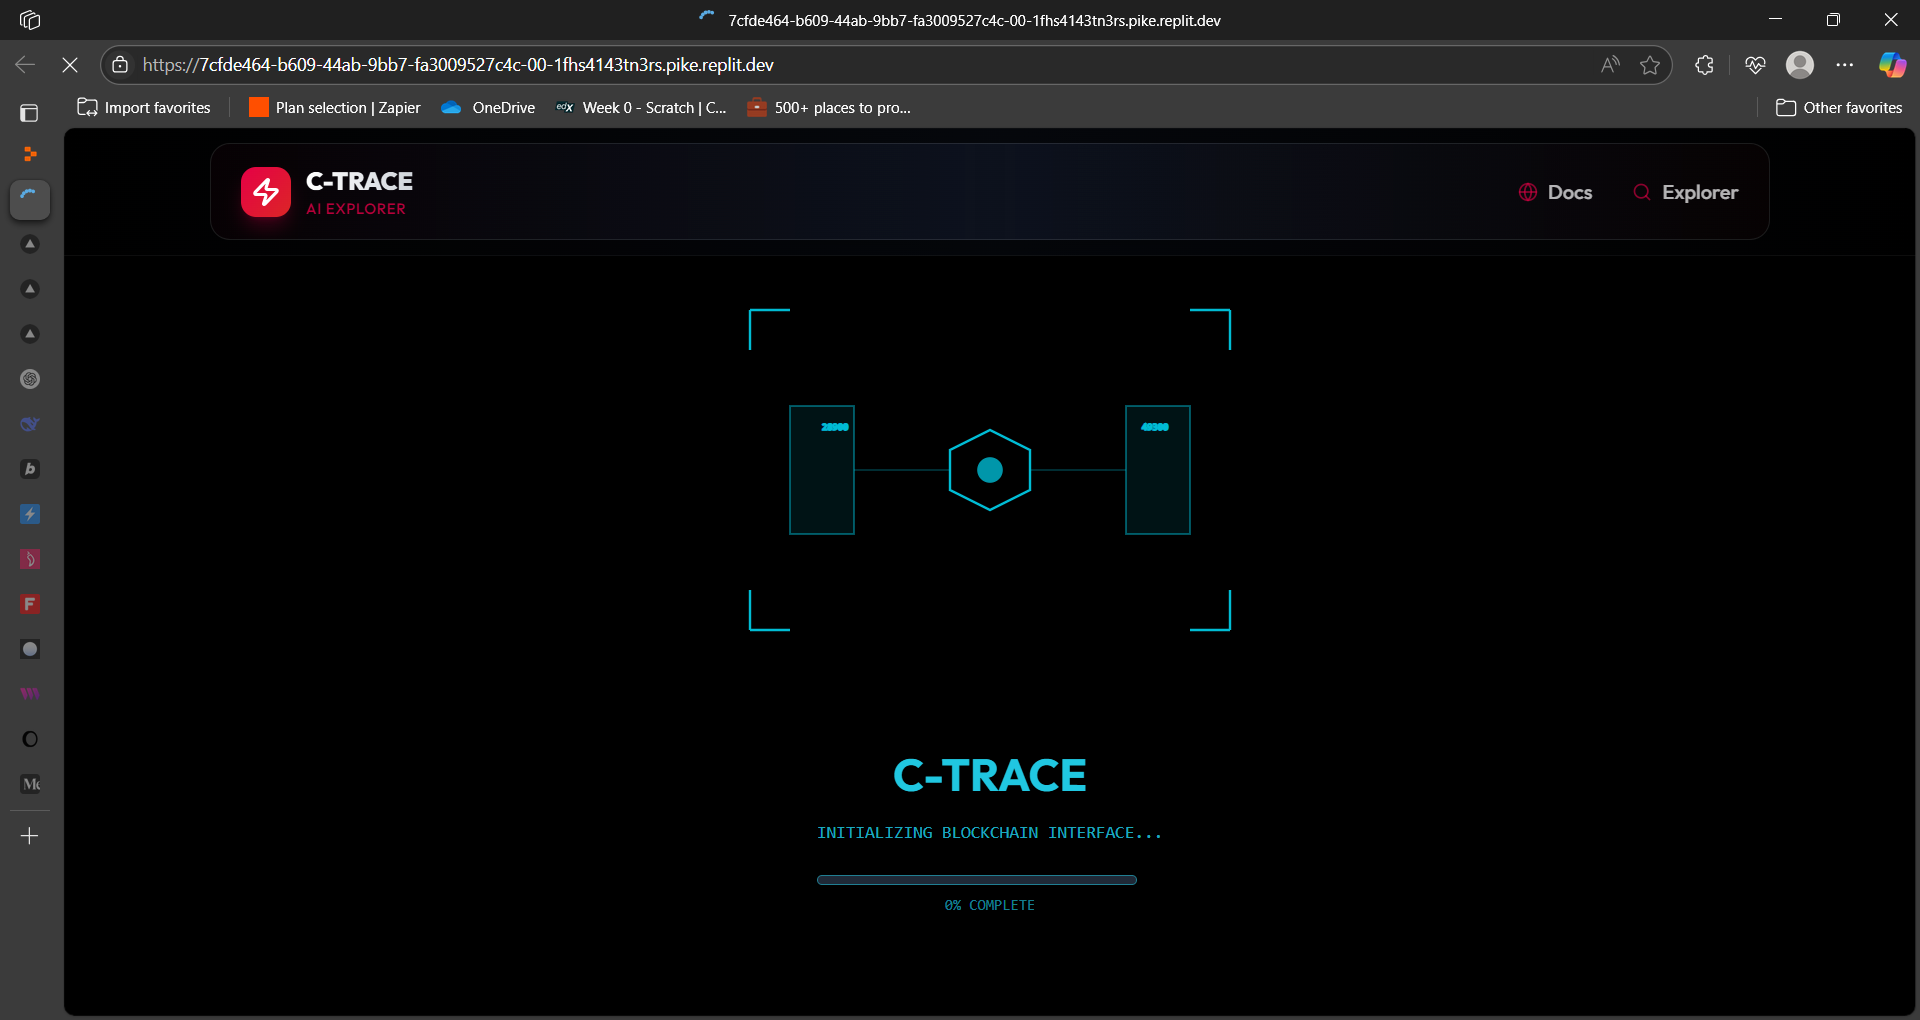 7cfde464-b609-44ab-9bb7-fa3009527c4c-00-1fhs4143tn3rs.pike.replit.dev
https://7cfde464-b609-44ab-9bb7-fa3009527c4c-00-1fhs4143tn3rs.pike.replit.dev
Import favorites
Plan selection | Zapier
OneDrive
edX
Week 0 - Scratch | C...
500+ places to pro...
Other favorites
C-TRACE
AI EXPLORER
Docs
Explorer
C-TRACE
INITIALIZING BLOCKCHAIN INTERFACE...
0% COMPLETE